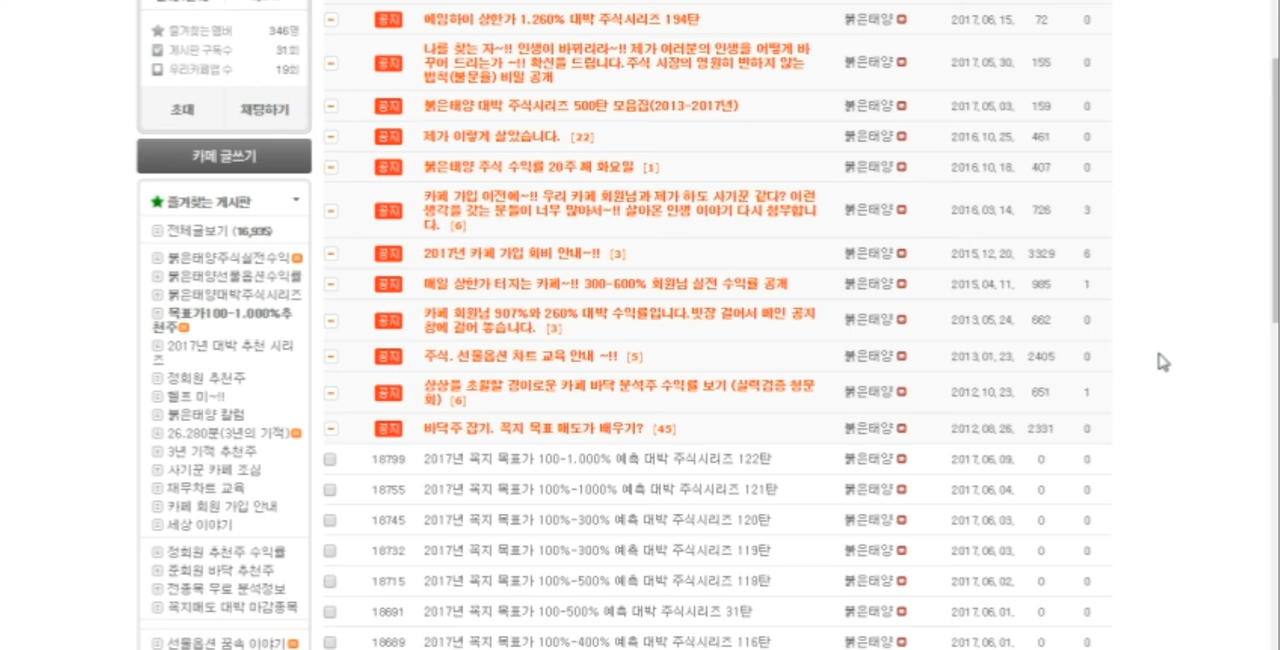 즐겨찾는 멤버 346명
게시판 구독수 31회
우리카페앱 수 19회
초대 채팅하기
카페 글쓰기
즐겨찾는 게시판
전체글보기 (16,935)
붉은태양주식실전수익
붉은태양선물옵션수익률
붉은태양대박주식시리즈
목표가100-1.000%추
천주
2017년 대박 추천 시리
즈
정회원 추천주
헬프 미~!!
붉은태양 칼럼
26.280분(3년의 기적)
3년 기적 추천주
사기꾼 카페 조심
재무차트 교육
카페 회원 가입 안내
세상 이야기
정회원 추천주 수익률
준회원 바닥 추천주
전종목 무료 분석정보
꼭지매도 대박 마감종목
선물옵션 꿈속 이야기
공지 에임하이 상한가 1.260% 대박 주식시리즈 194탄 붉은태양 2017.06.15. 72 0
나를 찾는 자~!! 인생이 바뀌리라~!! 제가 여러분의 인생을 어떻게 바
공지 꾸어 드리는가 ~!! 확신을 드립니다.주식 시장의 영원히 변하지 않는 붉은태양 2017.05.30. 155 0
법칙(불문율) 비밀 공개
공지 붉은태양 대박 주식시리즈 500탄 모음집(2013-2017년) 붉은태양 2017.05.03. 159 0
공지 제가 이렇게 살았습니다. [22] 붉은태양 2016.10.25. 461 0
공지 붉은태양 주식 수익률 20주 째 화요일 [1] 붉은태양 2016.10.18. 407 0
카페 가입 이전에~!! 우리 카페 회원님과 제가 하도 사기꾼 같다? 이런
공지 생각을 갖는 분들이 너무 많아서~!! 살아온 인생 이야기 다시 첨부합니 붉은태양 2016.03.14. 726 3
다. [6]
공지 2017년 카페 가입 회비 안내~!! [3] 붉은태양 2015.12.20. 3329 6
공지 매일 상한가 터지는 카페~!! 300-600% 회원님 실전 수익률 공개 붉은태양 2015.04.11. 985 1
공지 카페 회원님 907%와 260% 대박 수익률입니다.빗장 걸어서 메인 공지 붉은태양 2013.05.24. 662 0
창에 걸어 놓습니다. [3]
공지 주식. 선물옵션 차트 교육 안내 ~!! [5] 붉은태양 2013.01.23. 2405 0
공지 상상을 초월할 경이로운 카페 바닥 분석주 수익률 보기 (실력검증 청문 붉은태양 2012.10.23. 651 1
회) [6]
공지 바닥주 잡기. 꼭지 목표 매도가 배우기? [45] 붉은태양 2012.08.26. 2331 0
18799 2017년 꼭지 목표가 100-1.000% 예측 대박 주식시리즈 122탄 붉은태양 2017.06.09. 0 0
18755 2017년 꼭지 목표가 100%-1000% 예측 대박 주식시리즈 121탄 붉은태양 2017.06.04. 0 0
18745 2017년 꼭지 목표가 100%-300% 예측 대박 주식시리즈 120탄 붉은태양 2017.06.03. 0 0
18732 2017년 꼭지 목표가 100%-300% 예측 대박 주식시리즈 119탄 붉은태양 2017.06.03. 0 0
18715 2017년 꼭지 목표가 100%-500% 예측 대박 주식시리즈 118탄 붉은태양 2017.06.02. 0 0
18691 2017년 꼭지 목표가 100-500% 예측 대박 주식시리즈 31탄 붉은태양 2017.06.01. 0 0
18689 2017년 꼭지 목표가 100%-400% 예측 대박 주식시리즈 116탄 붉은태양 2017.06.01. 0 0